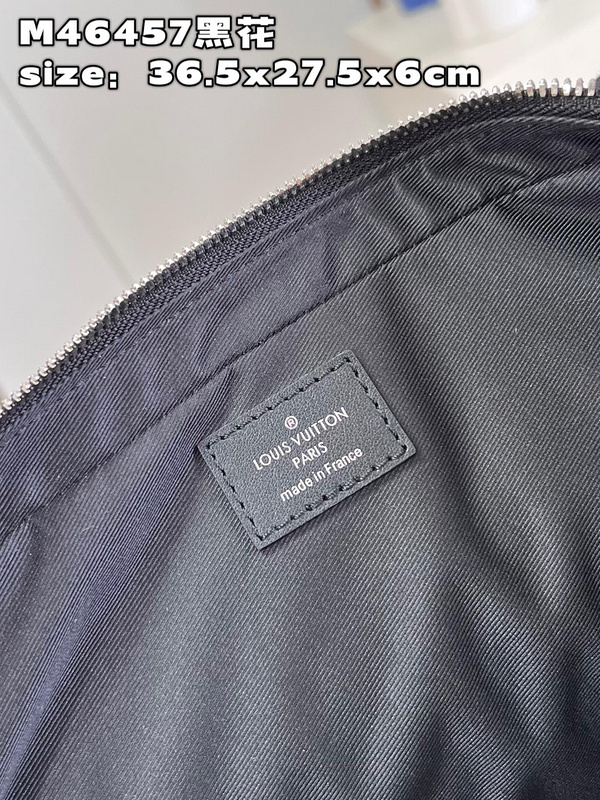 M46457黑花
size：36.5x27.5x6cm
®
LOUIS VUITTON
PARIS
made in France